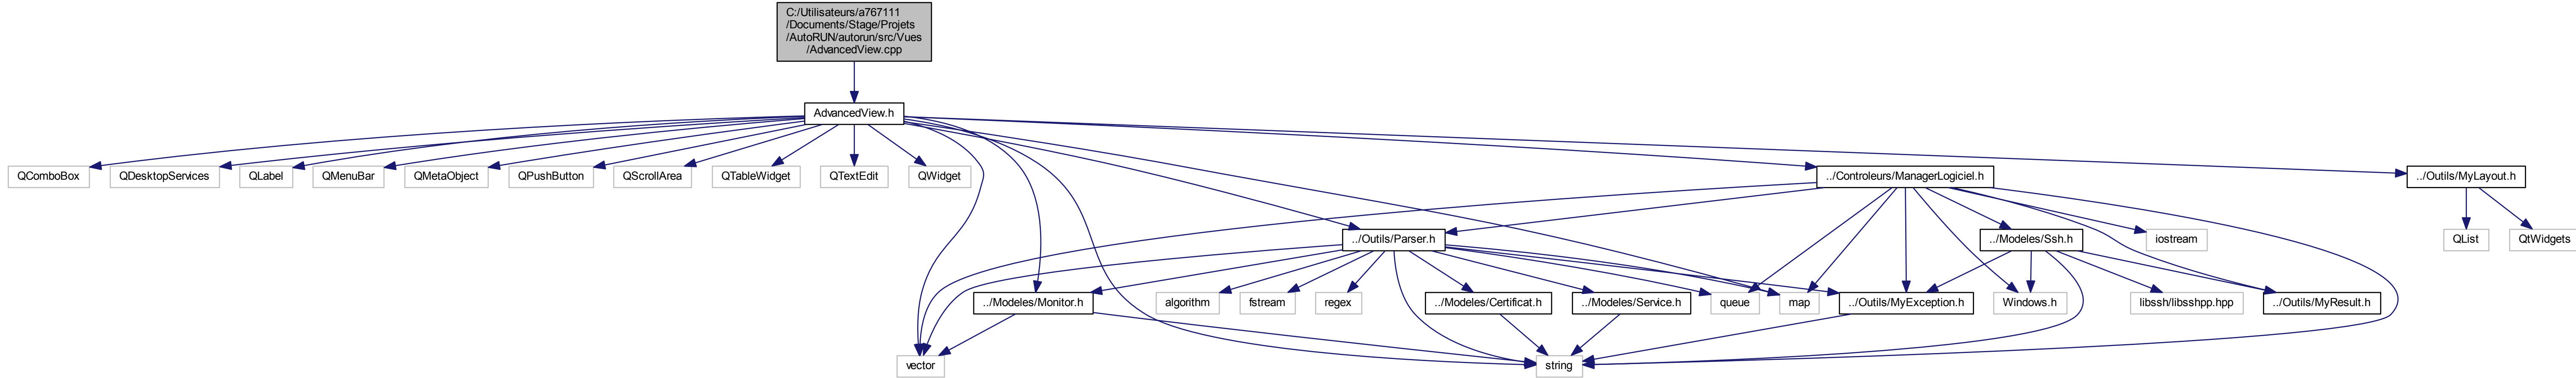 C:/Utilisateurs/a767111
/Documents/Stage/Projets
/AutoRUN/autorun/src/Vues
/AdvancedView.cpp
AdvancedView.h
QComboBox
QDesktopServices
QLabel
QMenuBar
QMetaObject
QPushButton
QScrollArea
QTableWidget
QTextEdit
QWidget
../Controleurs/ManagerLogiciel.h
../Outils/MyLayout.h
../Outils/Parser.h
../Modeles/Ssh.h
iostream
QList
QtWidgets
../Modeles/Monitor.h
algorithm
fstream
regex
../Modeles/Certificat.h
../Modeles/Service.h
queue
map
../Outils/MyException.h
Windows.h
libssh/libsshpp.hpp
../Outils/MyResult.h
vector
string